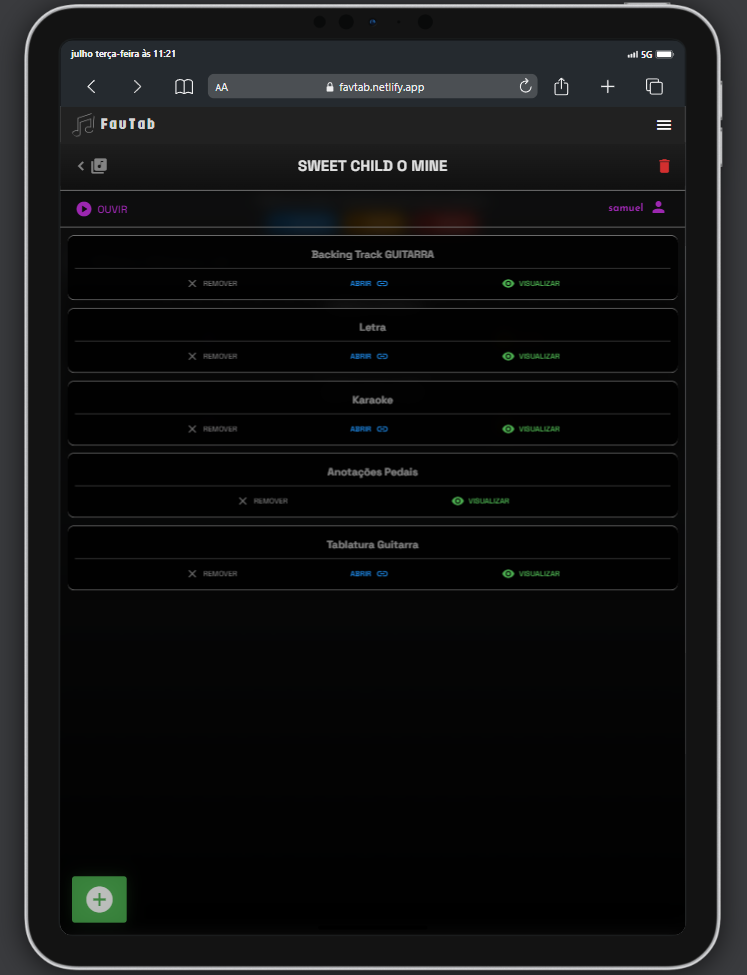 julho terça-feira às 11:21
5G
AA favtab.netlify.app
FavTab
SWEET CHILD O MINE
OUVIR
samuel
Backing Track GUITARRA
REMOVER ABRIR VISUALIZAR
Letra
REMOVER ABRIR VISUALIZAR
Karaoke
REMOVER ABRIR VISUALIZAR
Anotações Pedais
REMOVER VISUALIZAR
Tablatura Guitarra
REMOVER ABRIR VISUALIZAR